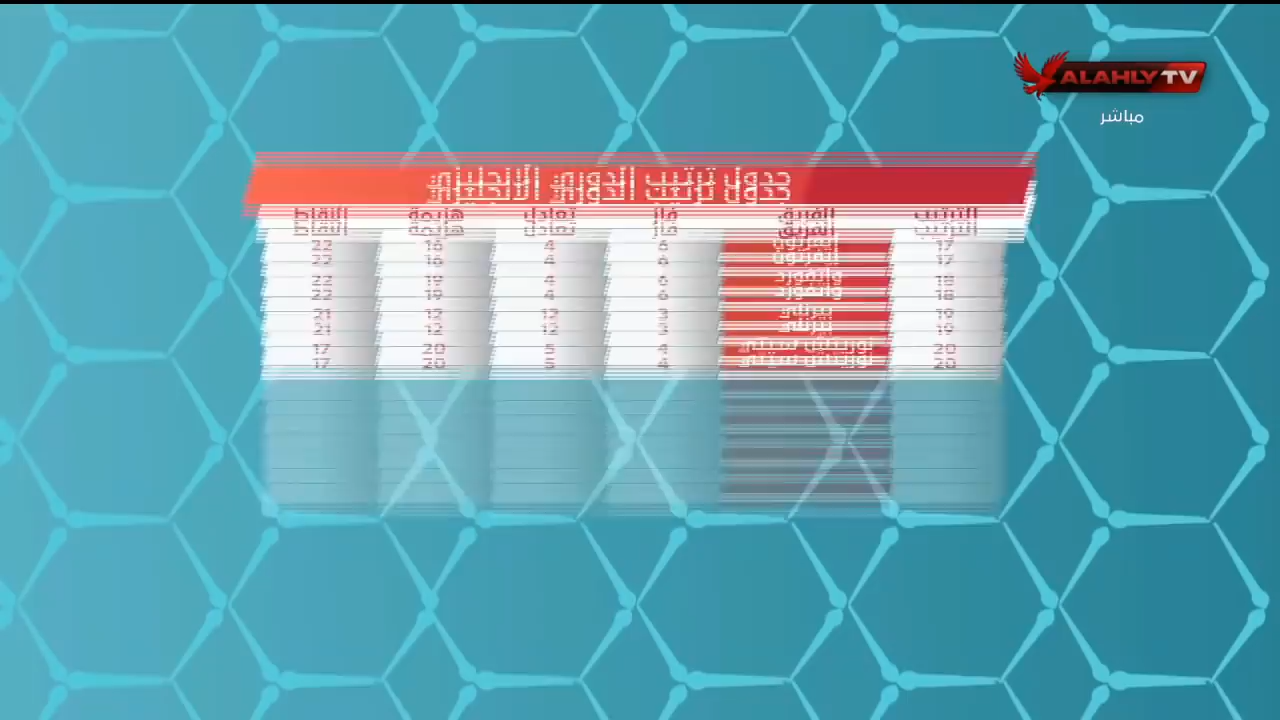 ALAHLY TV
مباشر
جدول ترتيب الدوري الانجليزي
الترتيب الفريق فاز تعادل هزيمة النقاط
17 ايفرتون 6 4 16 22
18 واتفورد 6 4 19 22
19 بيرنلي 3 12 12 21
20 نوريتش سيتي 4 5 20 17